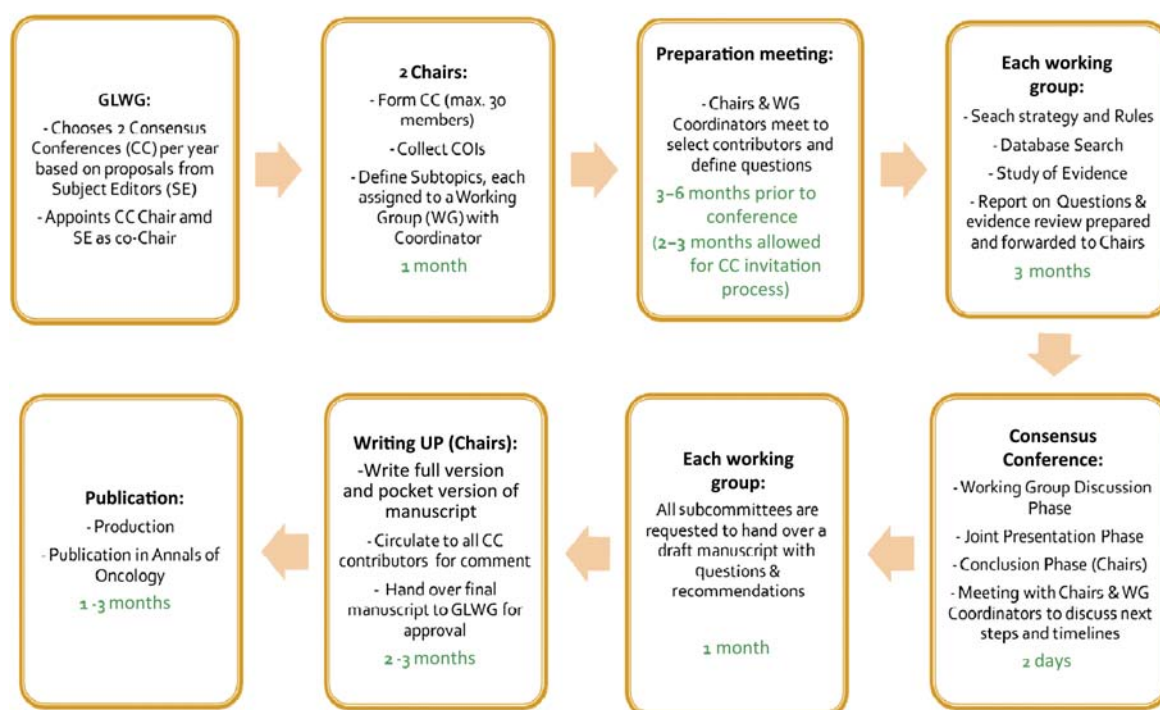 GLWG:
- Chooses 2 Consensus
Conferences (CC) per year
based on proposals from
Subject Editors (SE)
- Appoints CC Chair amd
SE as co-Chair
2 Chairs:
- Form CC (max. 30
members)
- Collect COIs
- Define Subtopics, each
assigned to a Working
Group (WG) with
Coordinator
1 month
Preparation meeting:
- Chairs & WG
Coordinators meet to
select contributors and
define questions
3–6 months prior to
conference
(2–3 months allowed
for CC invitation
process)
Each working
group:
- Seach strategy and Rules
- Database Search
- Study of Evidence
- Report on Questions &
evidence review prepared
and forwarded to Chairs
3 months
Consensus
Conference:
- Working Group Discussion
Phase
- Joint Presentation Phase
- Conclusion Phase (Chairs)
- Meeting with Chairs & WG
Coordinators to discuss next
steps and timelines
2 days
Each working
group:
All subcommittees are
requested to hand over a
draft manuscript with
questions &
recommendations
1 month
Writing UP (Chairs):
- Write full version
and pocket version of
manuscript
- Circulate to all CC
contributors for comment
- Hand over final
manuscript to GLWG for
approval
2 -3 months
Publication:
- Production
- Publication in Annals of
Oncology
1 -3 months